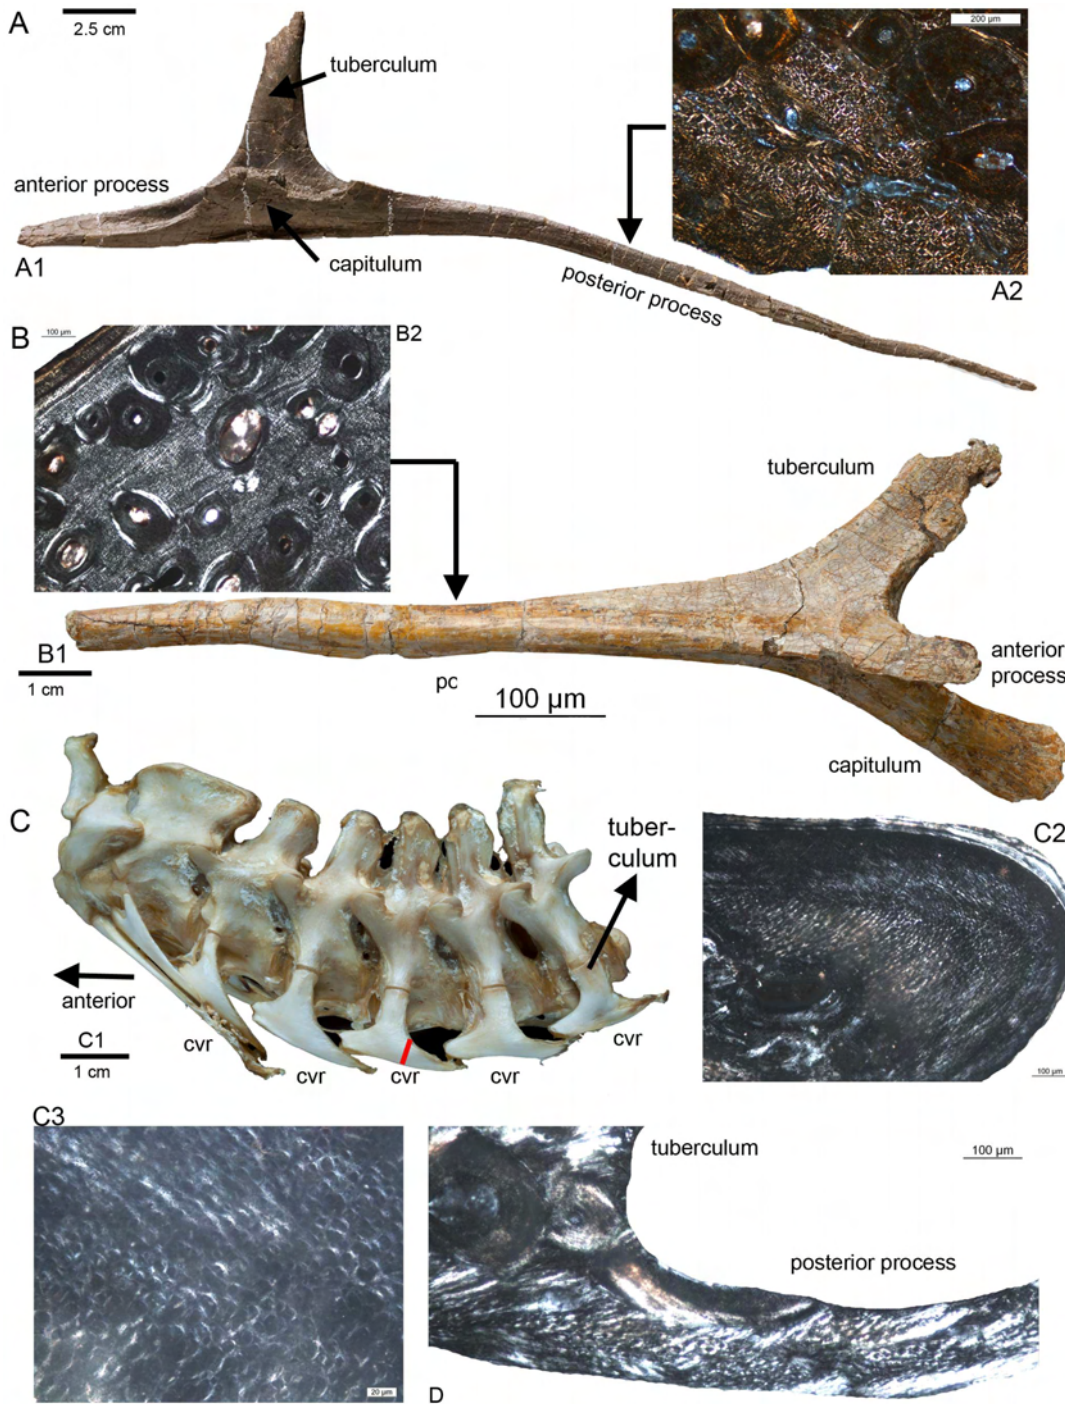 A
2.5 cm
tuberculum
200 µm
anterior process
A1
capitulum
posterior process
A2
B
100 µm
B2
tuberculum
B1
1 cm
pc
100 µm
anterior
process
capitulum
C
tuber-
culum
C2
anterior
C1
1 cm
cvr
cvr
cvr
cvr
cvr
100 µm
C3
20 µm
tuberculum
100 µm
posterior process
D